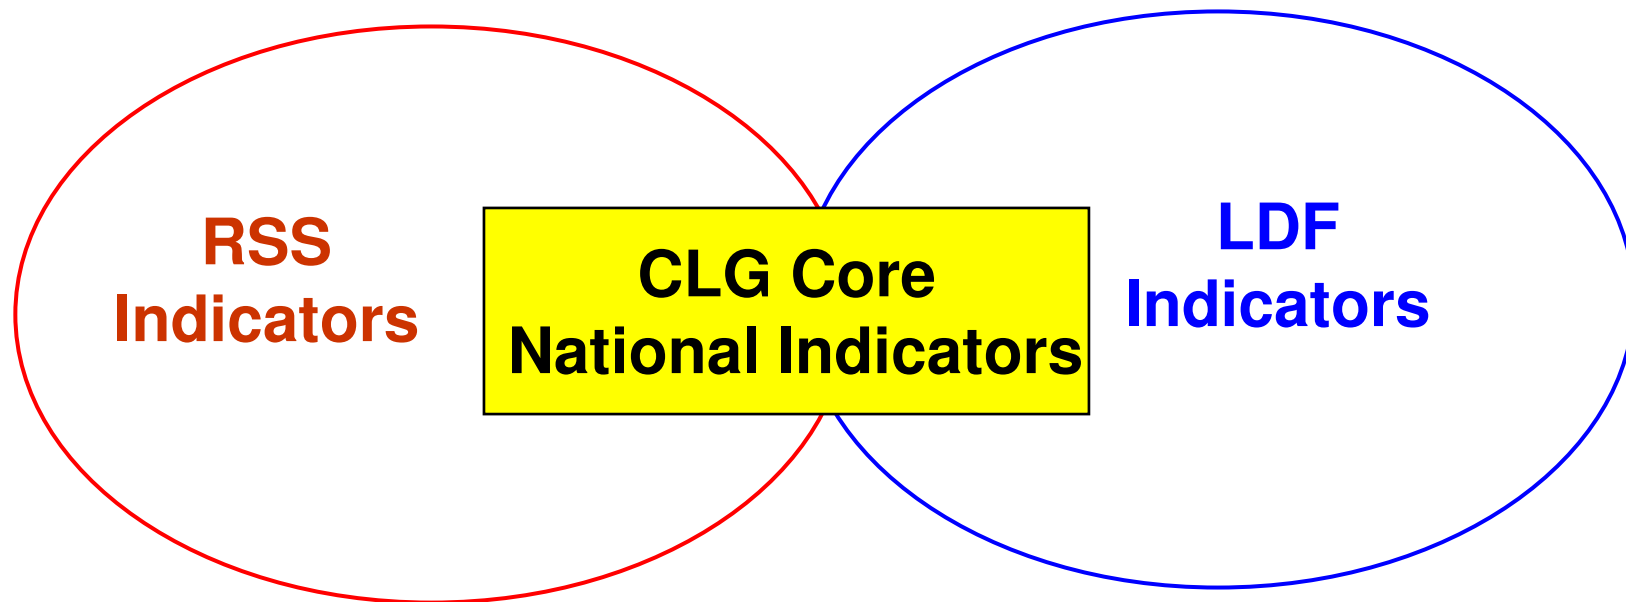 RSS
Indicators
CLG Core
National Indicators
LDF
Indicators